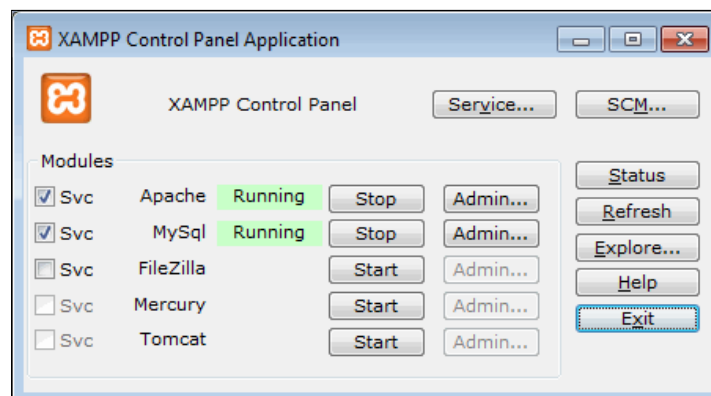 XAMPP Control Panel Application
XAMPP Control Panel Service... SCM...
Modules
Svc Apache Running Stop Admin...
Svc MySql Running Stop Admin...
Svc FileZilla Start Admin...
Svc Mercury Start Admin...
Svc Tomcat Start Admin...
Status
Refresh
Explore...
Help
Exit